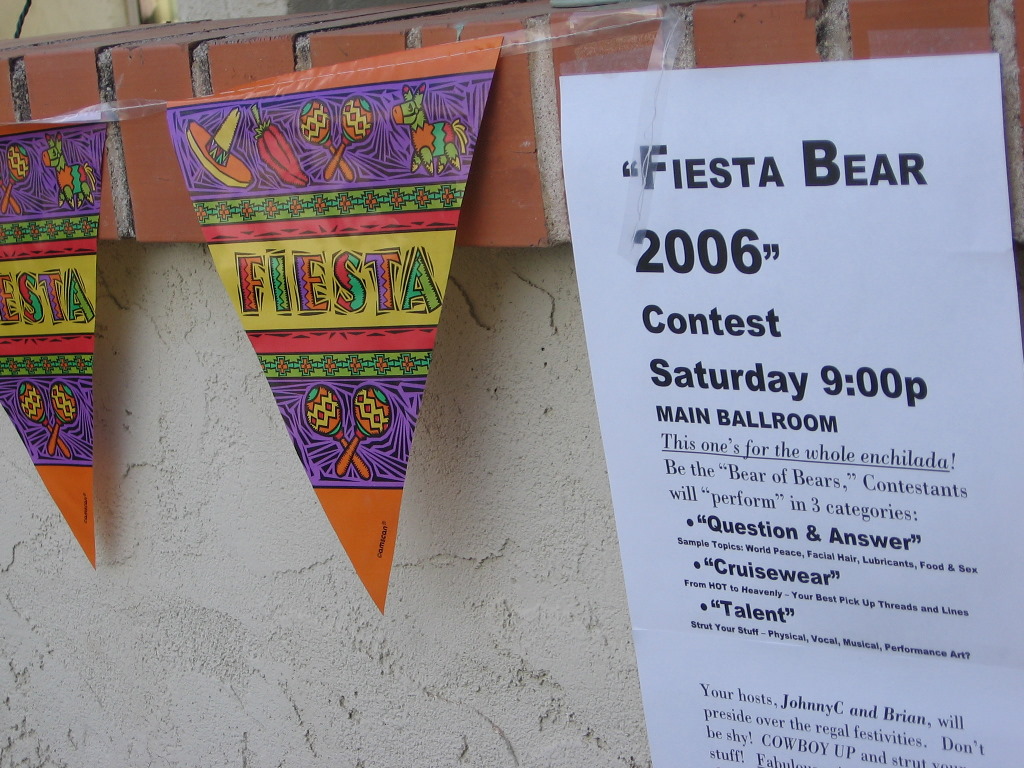 ESTA
FIESTA
©amscan®
“FIESTA BEAR
2006”
Contest
Saturday 9:00p
MAIN BALLROOM
This one's for the whole enchilada!
Be the “Bear of Bears,” Contestants
will “perform” in 3 categories:
•“Question & Answer”
Sample Topics: World Peace, Facial Hair, Lubricants, Food & Sex
•“Cruisewear”
From HOT to Heavenly – Your Best Pick Up Threads and Lines
•“Talent”
Strut Your Stuff – Physical, Vocal, Musical, Performance Art?
Your hosts, JohnnyC and Brian, will
preside over the regal festivities. Don't
be shy! COWBOY UP and strut your
stuff!